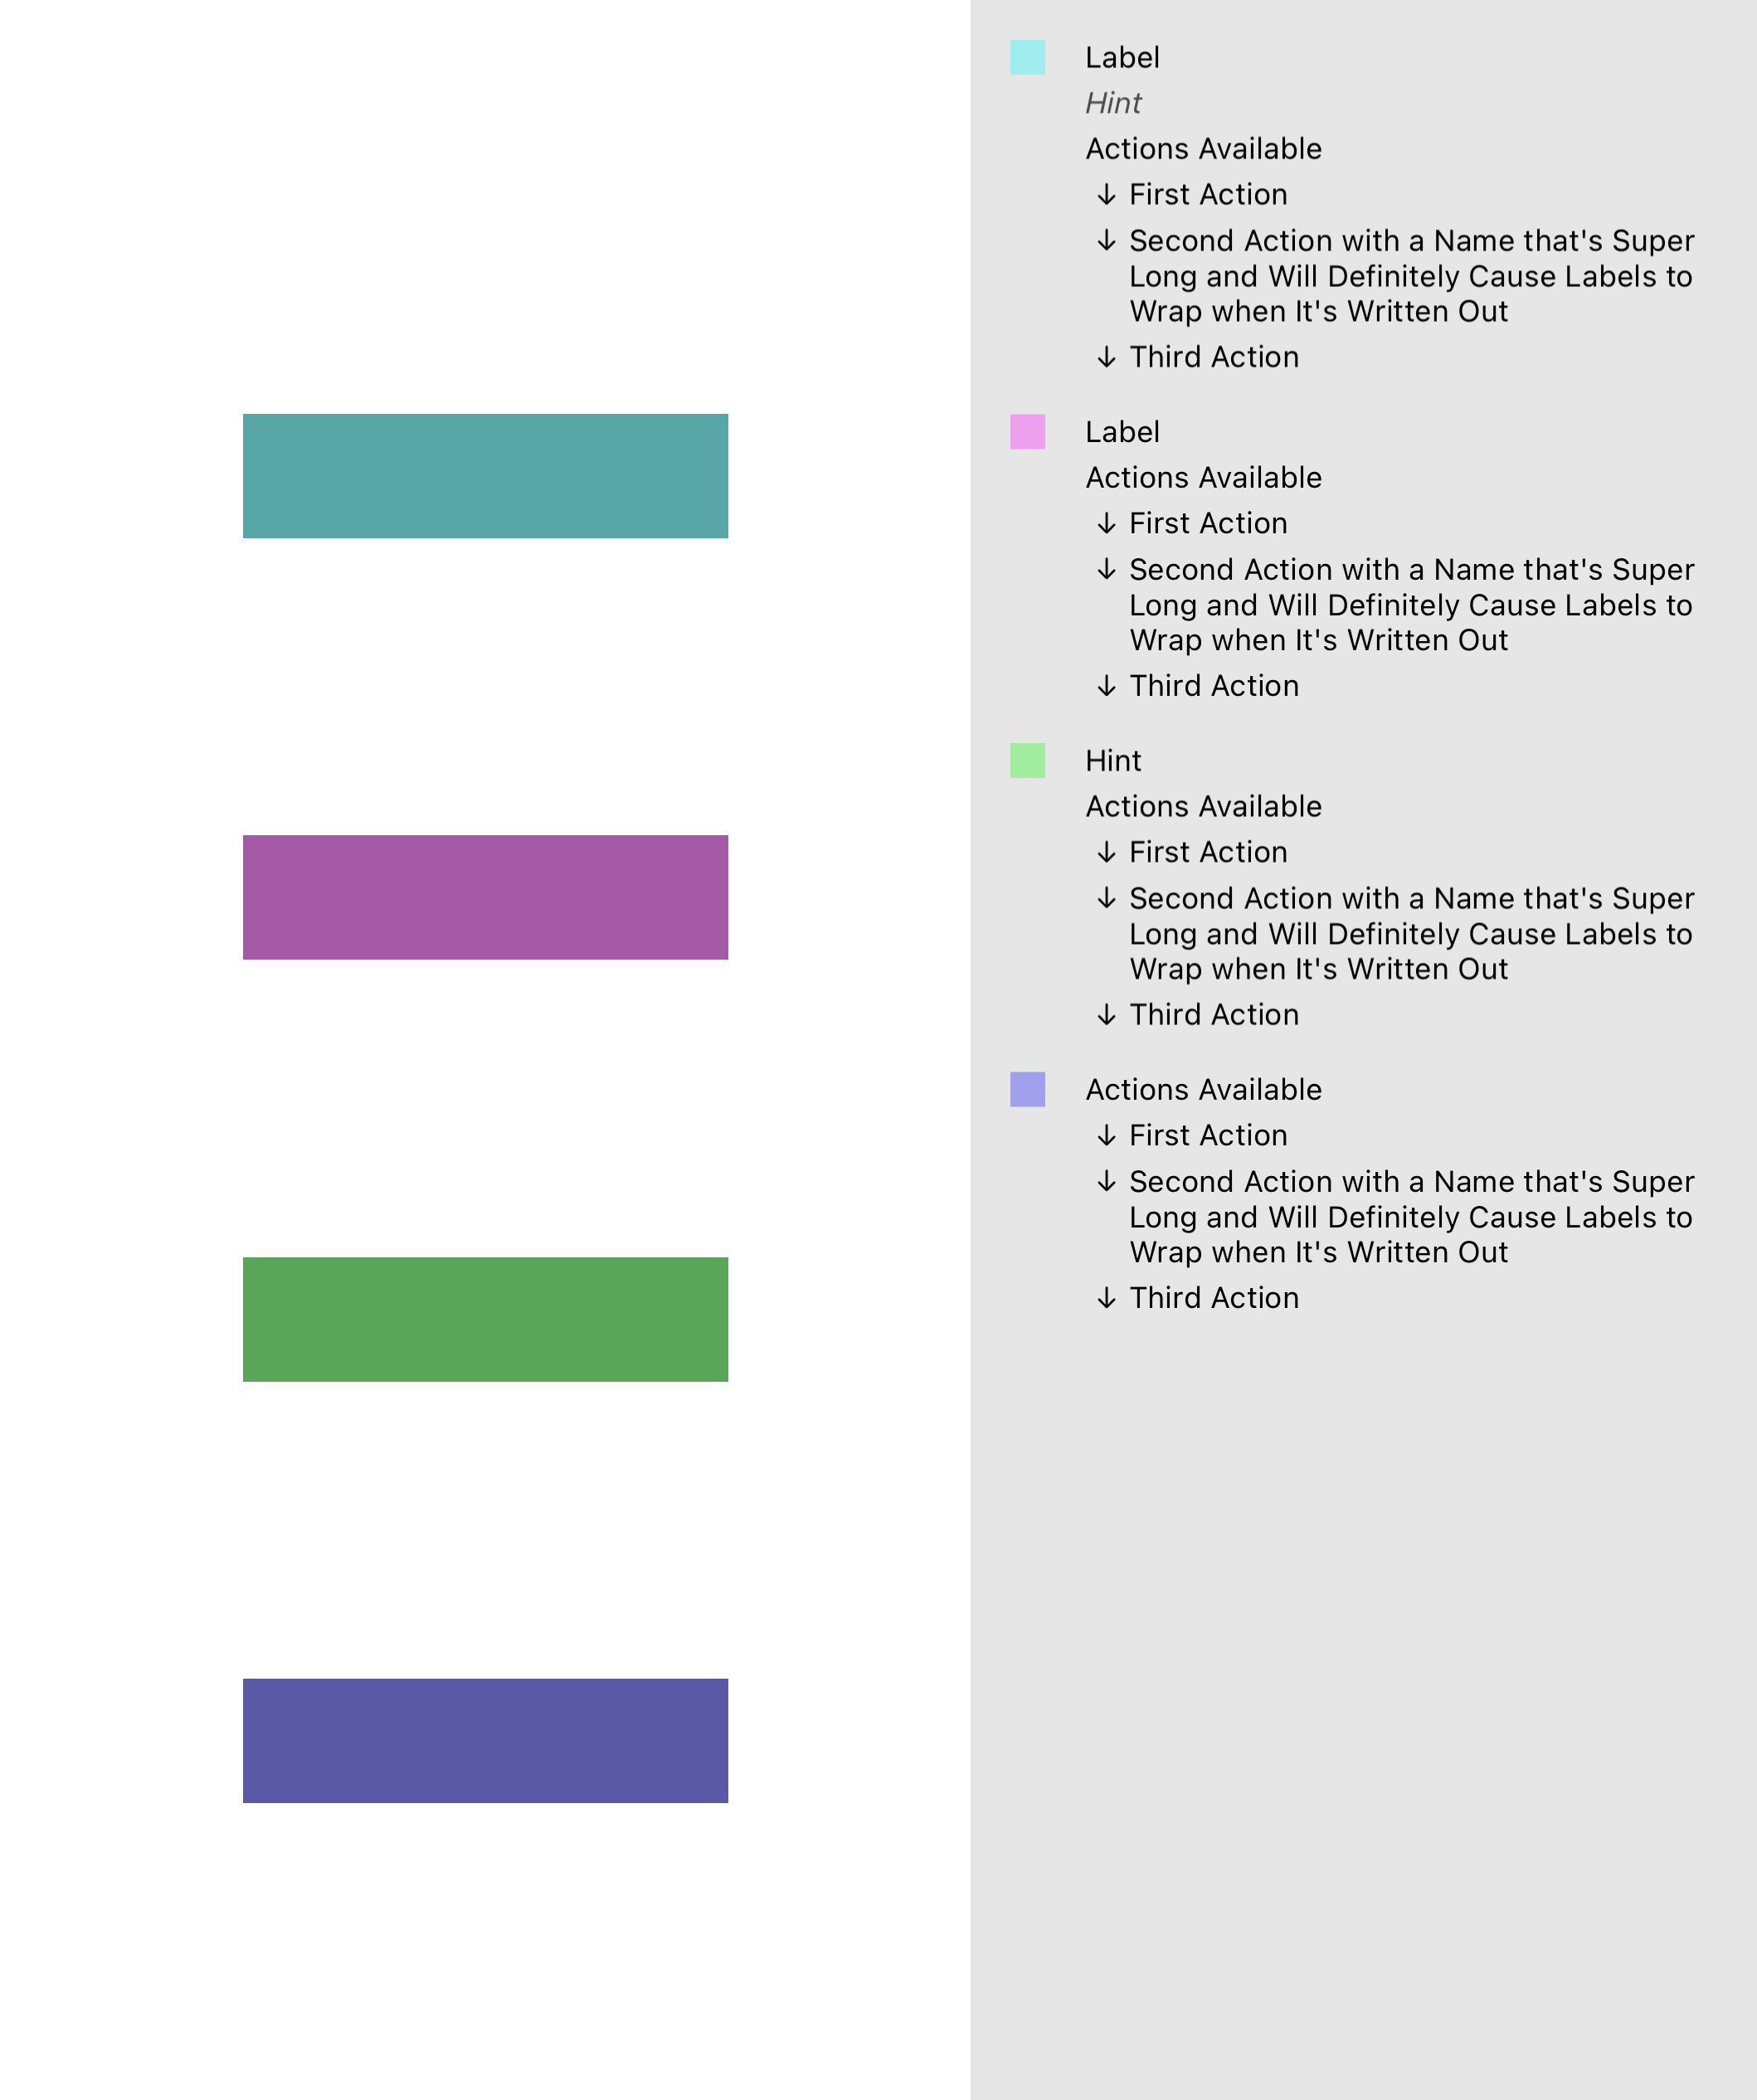 Label
Hint
Actions Available
↓ First Action
↓ Second Action with a Name that's Super
Long and Will Definitely Cause Labels to
Wrap when It's Written Out
↓ Third Action
Label
Actions Available
↓ First Action
↓ Second Action with a Name that's Super
Long and Will Definitely Cause Labels to
Wrap when It's Written Out
↓ Third Action
Hint
Actions Available
↓ First Action
↓ Second Action with a Name that's Super
Long and Will Definitely Cause Labels to
Wrap when It's Written Out
↓ Third Action
Actions Available
↓ First Action
↓ Second Action with a Name that's Super
Long and Will Definitely Cause Labels to
Wrap when It's Written Out
↓ Third Action